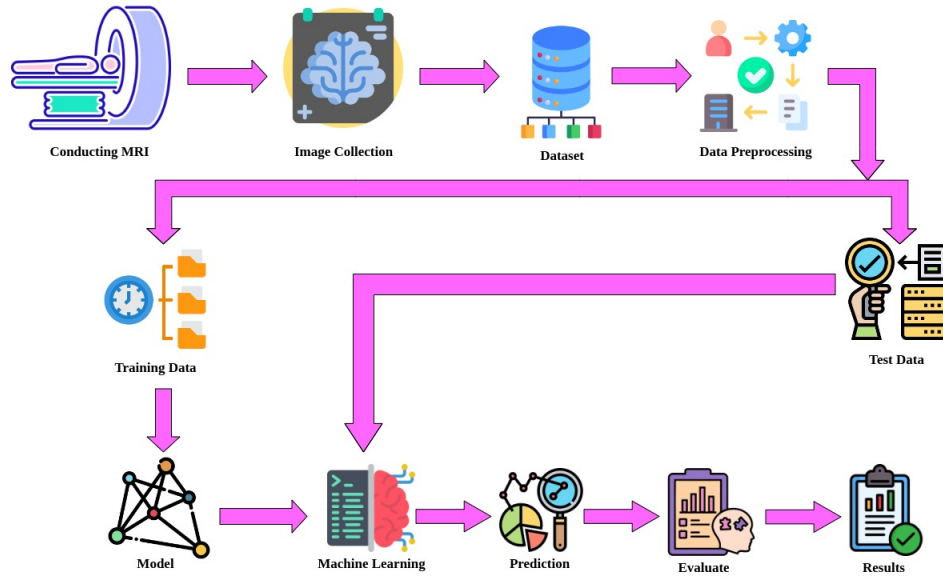 Conducting MRI
Image Collection
Dataset
Data Preprocessing
Training Data
Test Data
Model
Machine Learning
Prediction
Evaluate
Results